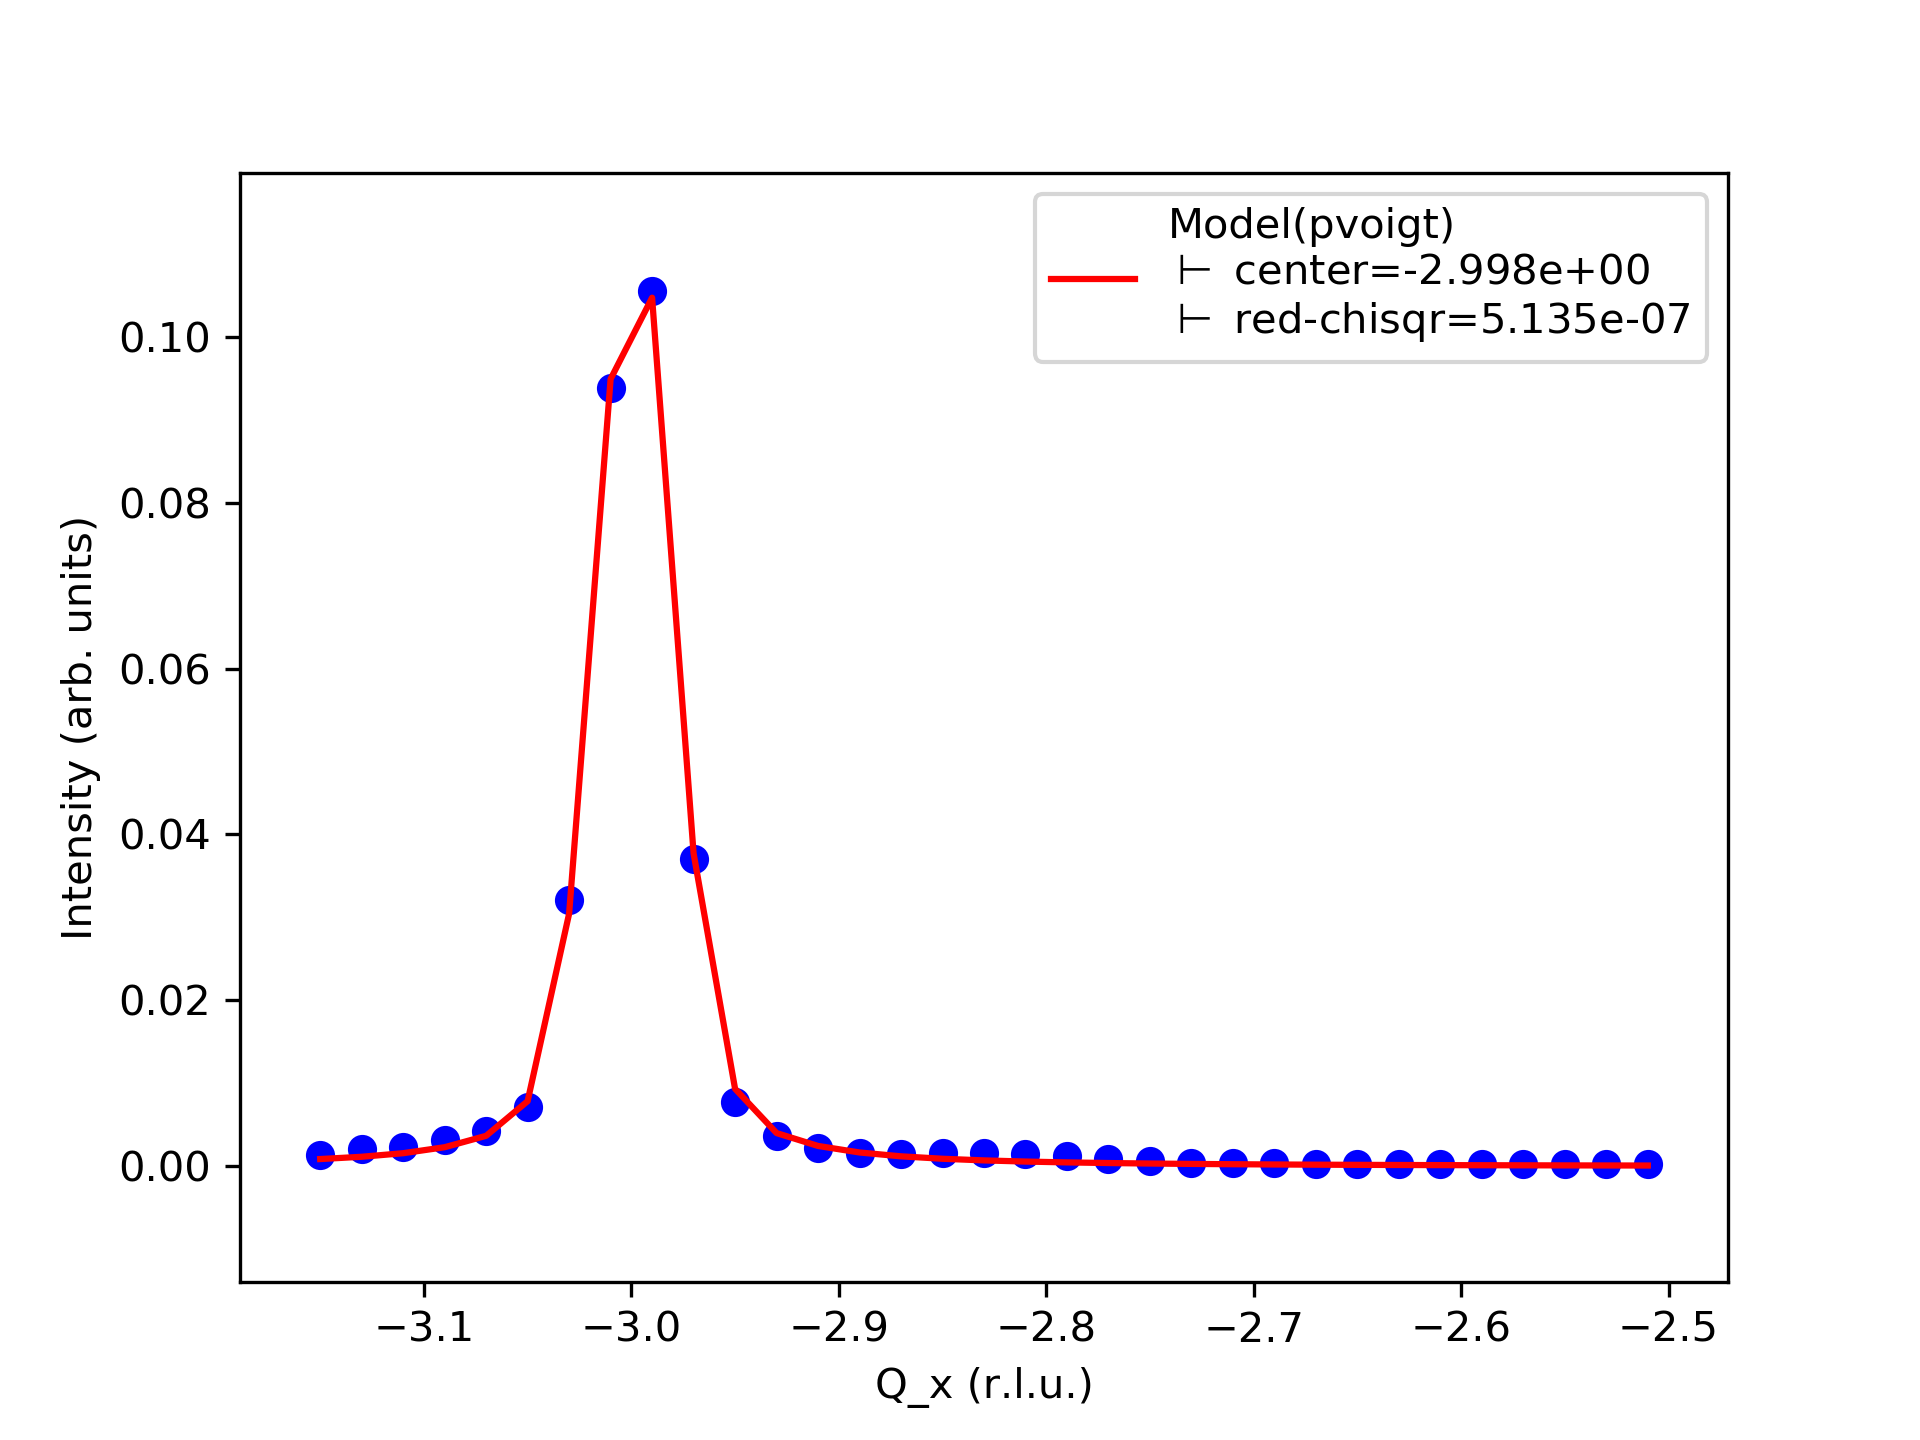 Model(pvoigt)
⊢ center=-2.998e+00
⊢ red-chisqr=5.135e-07
0.10
0.08
0.06
0.04
0.02
0.00
Intensity (arb. units)
−3.1 −3.0 −2.9 −2.8 −2.7 −2.6 −2.5
Q_x (r.l.u.)